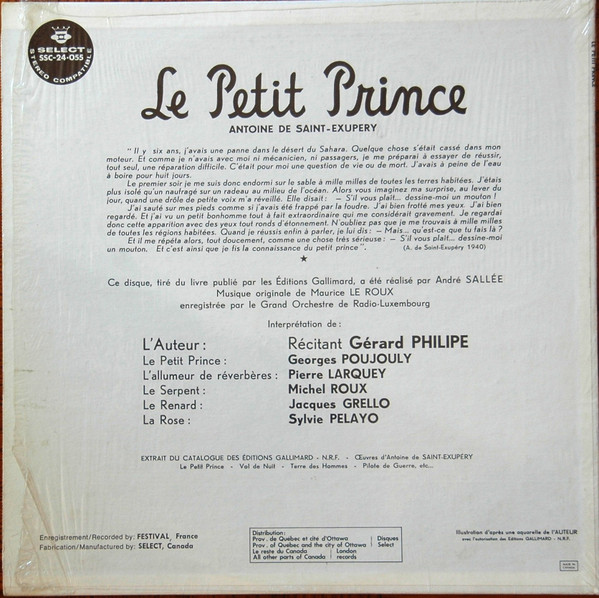 SELECT
SSC-24-055
STEREO COMPATIBLE
LE PETIT PRINCE
Le Petit Prince
ANTOINE DE SAINT-EXUPERY
" Il y six ans, j'avais une panne dans le désert du Sahara. Quelque chose s'était cassé dans mon
moteur. Et comme je n'avais avec moi ni mécanicien, ni passagers, je me préparai à essayer de réussir,
tout seul, une réparation difficile. C'était pour moi une question de vie ou de mort. J'avais à peine de l'eau
à boire pour huit jours.
Le premier soir je me suis donc endormi sur le sable à mille milles de toutes les terres habitées. J'étais
plus isolé qu'un naufragé sur un radeau au milieu de l'océan. Alors vous imaginez ma surprise, au lever du
jour, quand une drôle de petite voix m'a réveillé. Elle disait : – S'il vous plaît... dessine-moi un mouton !
J'ai sauté sur mes pieds comme si j'avais été frappé par la foudre. J'ai bien frotté mes yeux. J'ai bien
regardé. Et j'ai vu un petit bonhomme tout à fait extraordinaire qui me considérait gravement. Je regardai
donc cette apparition avec des yeux tout ronds d'étonnement. N'oubliez pas que je me trouvais à mille milles
de toutes les régions habitées. Quand je réussis enfin à parler, je lui dis : – Mais... qu'est-ce que tu fais là ?
Et il me répéta alors, tout doucement, comme une chose très sérieuse : – S'il vous plaît... dessine-moi
un mouton. Et c'est ainsi que je fis la connaissance du petit prince ".
(A. de Saint-Exupéry 1940)
Ce disque, tiré du livre publié par les Éditions Gallimard, a été réalisé par André SALLÉE
Musique originale de Maurice LE ROUX
enregistrée par le Grand Orchestre de Radio-Luxembourg
Interprétation de :
L'Auteur : Récitant Gérard PHILIPE
Le Petit Prince : Georges POUJOULY
L'allumeur de réverbères : Pierre LARQUEY
Le Serpent : Michel ROUX
Le Renard : Jacques GRELLO
La Rose : Sylvie PELAYO
EXTRAIT DU CATALOGUE DES ÉDITIONS GALLIMARD - N.R.F. - Œuvres d'Antoine de SAINT-EXUPÉRY
Le Petit Prince - Vol de Nuit - Terre des Hommes - Pilote de Guerre, etc...
Enregistrement/Recorded by: FESTIVAL, France
Fabrication/Manufactured by: SELECT, Canada
Distribution:
Prov. de Québec et cité d'Ottawa | Disques
Prov. of Quebec and the city of Ottawa | Select
Le reste du Canada | London
All other parts of Canada | records
Illustration d'après une aquarelle de l'AUTEUR
avec l'autorisation des Éditions GALLIMARD - N.R.F.